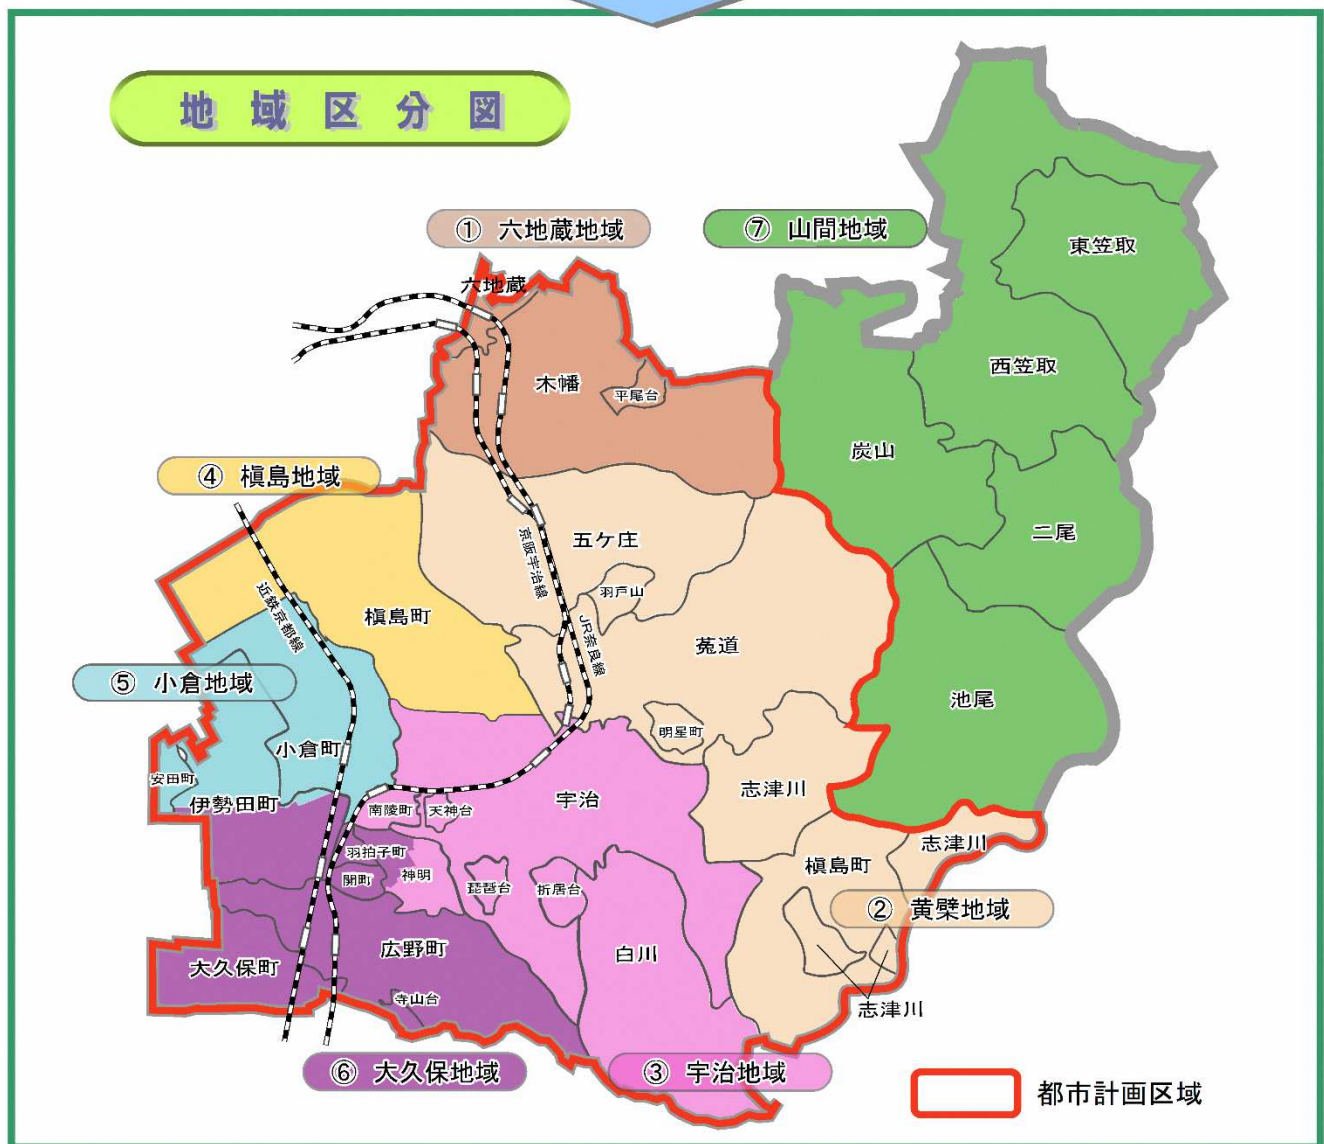 地域区分図
① 六地蔵地域
⑦ 山間地域
東笠取
六地蔵
西笠取
木幡
平尾台
炭山
④ 槇島地域
二尾
五ケ庄
京阪宇治線
羽戸山
近鉄京都線
槇島町
JR奈良線
菟道
⑤ 小倉地域
池尾
明星町
小倉町
安田町
伊勢田町
志津川
宇治
南陵町
天神台
志津川
羽拍子町
槇島町
開町
神明
琵琶台
折居台
② 黄檗地域
広野町
白川
大久保町
寺山台
志津川
⑥ 大久保地域
③ 宇治地域
都市計画区域